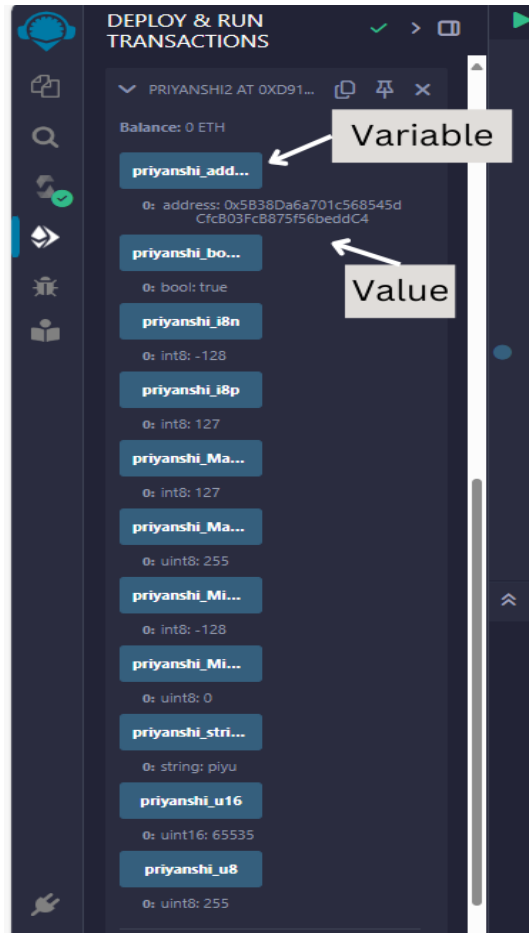 DEPLOY & RUN
TRANSACTIONS
PRIYANSHI2 AT 0XD91...
Balance: 0 ETH
Variable
priyanshi_add...
0: address: 0x5B38Da6a701c568545d
CfcB03FcB875f56beddC4
priyanshi_bo...
Value
0: bool: true
priyanshi_i8n
0: int8: -128
priyanshi_i8p
0: int8: 127
priyanshi_Ma...
0: int8: 127
priyanshi_Ma...
0: uint8: 255
priyanshi_Mi...
0: int8: -128
priyanshi_Mi...
0: uint8: 0
priyanshi_stri...
0: string: piyu
priyanshi_u16
0: uint16: 65535
priyanshi_u8
0: uint8: 255